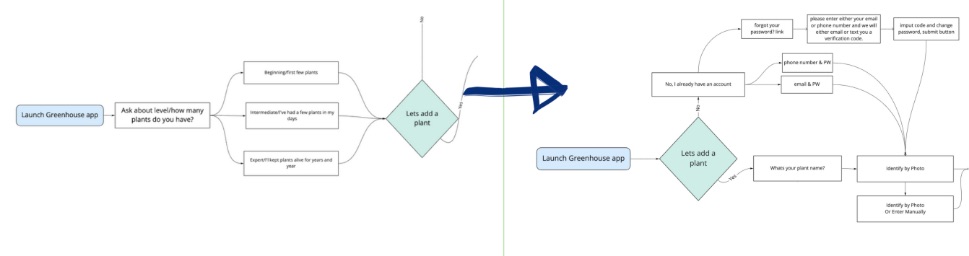 Launch Greenhouse app
Ask about level/how many
plants do you have?
Beginning/first few plants
Intermediate/I've had a few plants in my
days
Expert/I kept plants alive for years and
year
No
Lets add a
plant
Yes
Launch Greenhouse app
Lets add a
plant
No
Yes
No, I already have an account
forgot your
password? link
please enter either your email
or phone number and we will
either email or text you a
verification code.
imput code and change
password, submit button
phone number & PW
email & PW
Whats your plant name?
Identify by Photo
Identify by Photo
Or Enter Manually